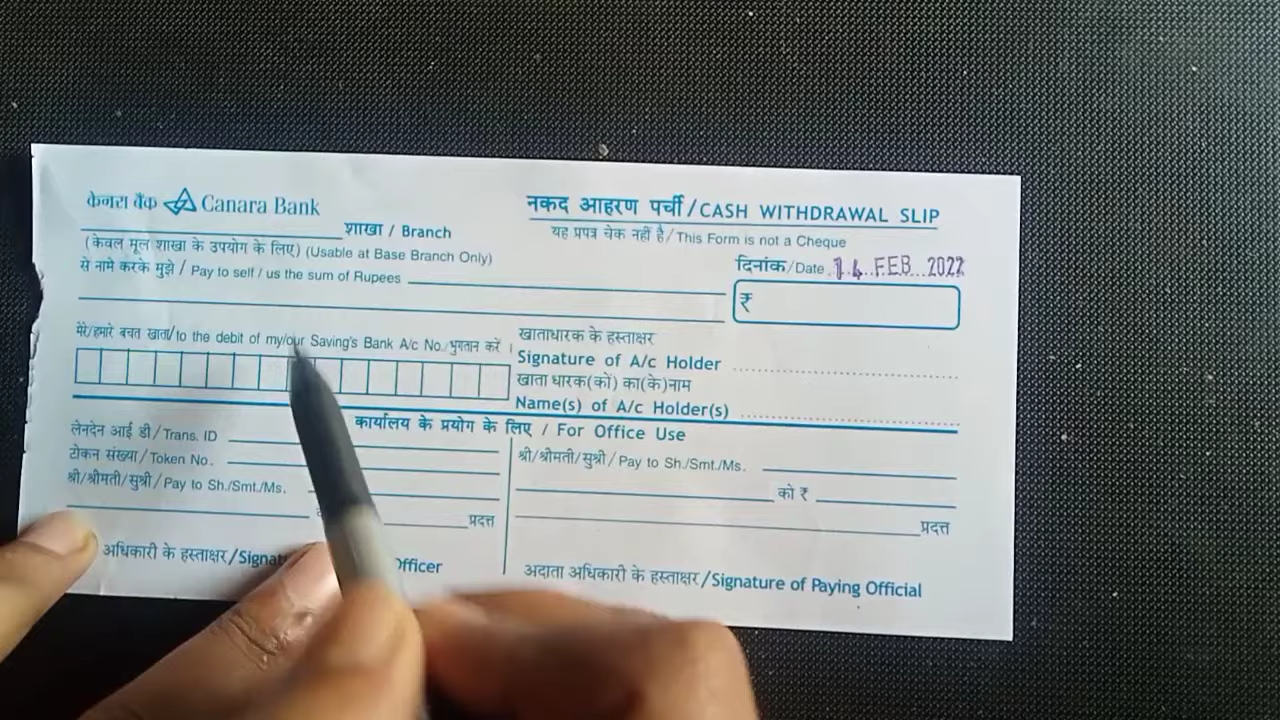 केनरा बैंक Canara Bank
नकद आहरण पर्ची/CASH WITHDRAWAL SLIP
शाखा / Branch
यह प्रपत्र चेक नहीं है/This Form is not a Cheque
(केवल मूल शाखा के उपयोग के लिए) (Usable at Base Branch Only)
दिनांक/Date 14 FEB 2022
से नामे करके मुझे / Pay to self / us the sum of Rupees
₹
मेरे/हमारे बचत खाता/to the debit of my/our Saving's Bank A/c No./भुगतान करें ।
खाताधारक के हस्ताक्षर
Signature of A/c Holder
खाता धारक(कों) का(के)नाम
Name(s) of A/c Holder(s)
कार्यालय के प्रयोग के लिए / For Office Use
लेनदेन आई डी/Trans. ID
टोकन संख्या/Token No.
श्री/श्रीमती/सुश्री/Pay to Sh./Smt./Ms.
प्रदत्त
अधिकारी के हस्ताक्षर/Signat Officer
श्री/श्रीमती/सुश्री/Pay to Sh./Smt./Ms.
को ₹
प्रदत्त
अदाता अधिकारी के हस्ताक्षर/Signature of Paying Official